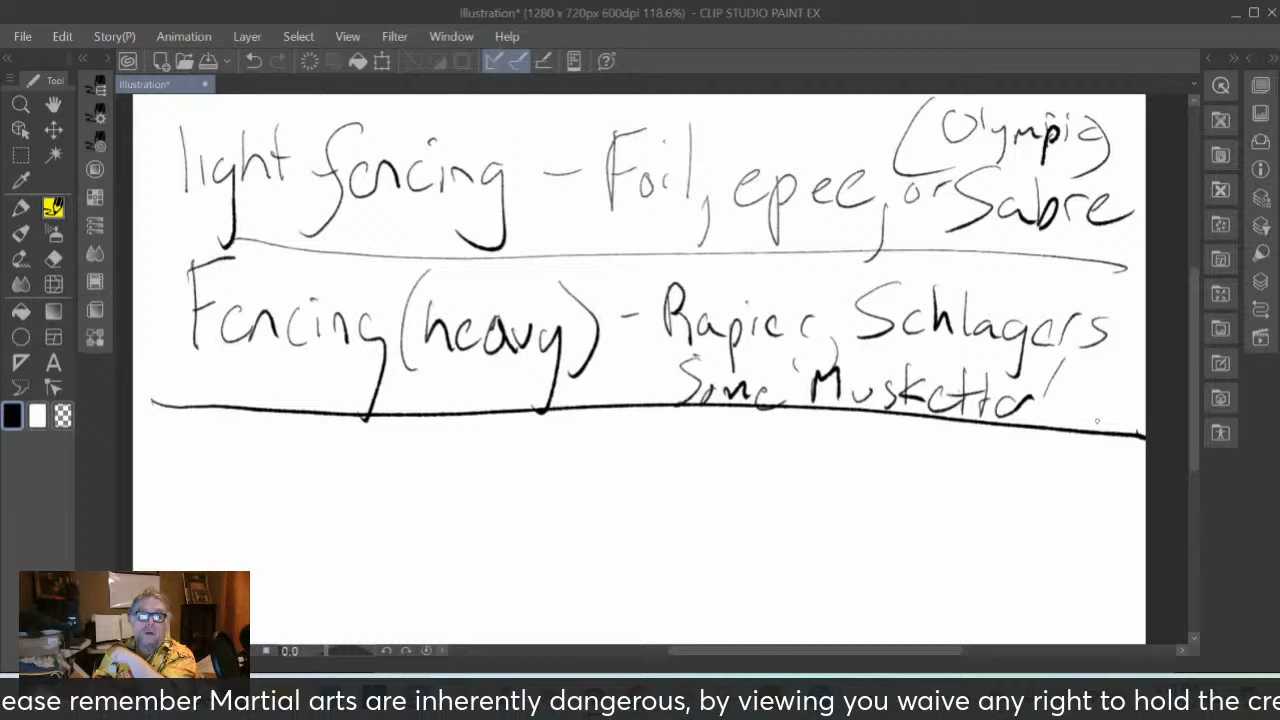 Illustration* (1280 x 720px 600dpi 118.6%) - CLIP STUDIO PAINT EX
File Edit Story(P) Animation Layer Select View Filter Window Help
Tool
Illustration*
(Olympic)
light fencing - Foil, epee, or Sabre
Fencing (heavy) - Rapier, Schlagers
Some 'Musketta'
0.0
ease remember Martial arts are inherently dangerous, by viewing you waive any right to hold the cre